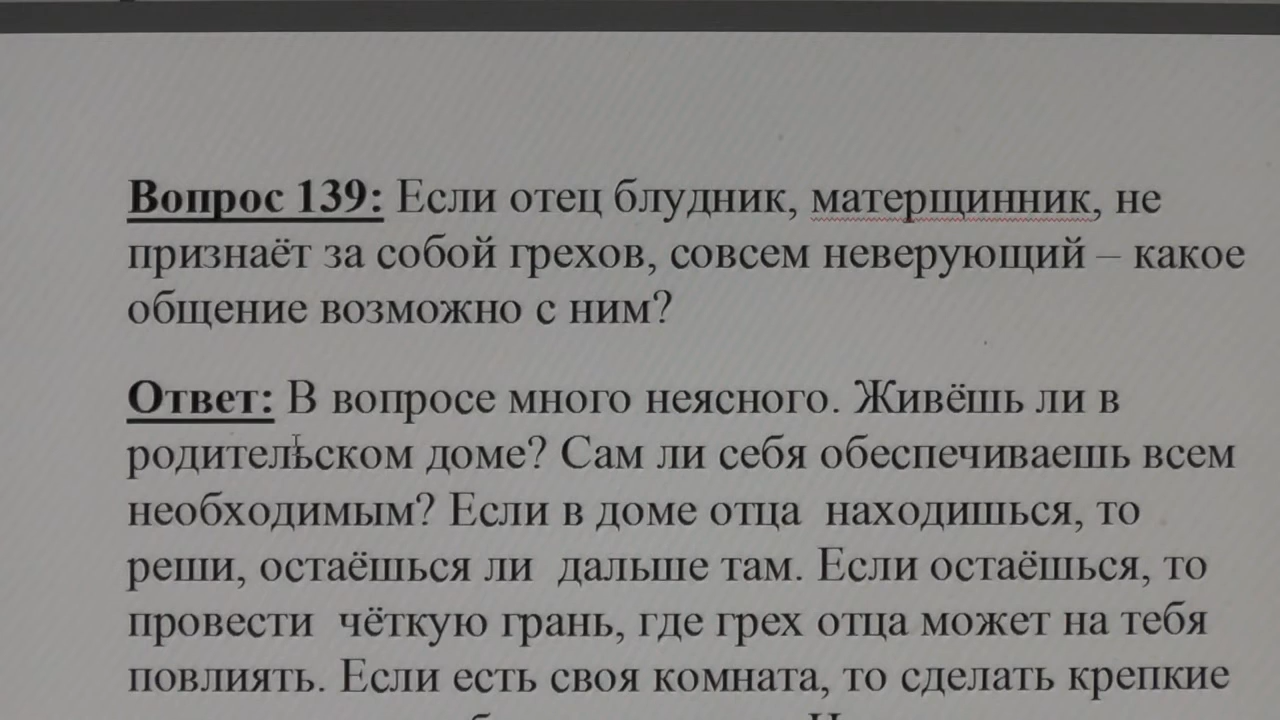 Вопрос 139: Если отец блудник, матерщинник, не
признаёт за собой грехов, совсем неверующий – какое
общение возможно с ним?
Ответ: В вопросе много неясного. Живёшь ли в
родительском доме? Сам ли себя обеспечиваешь всем
необходимым? Если в доме отца находишься, то
реши, остаёшься ли дальше там. Если остаёшься, то
провести чёткую грань, где грех отца может на тебя
повлиять. Если есть своя комната, то сделать крепкие